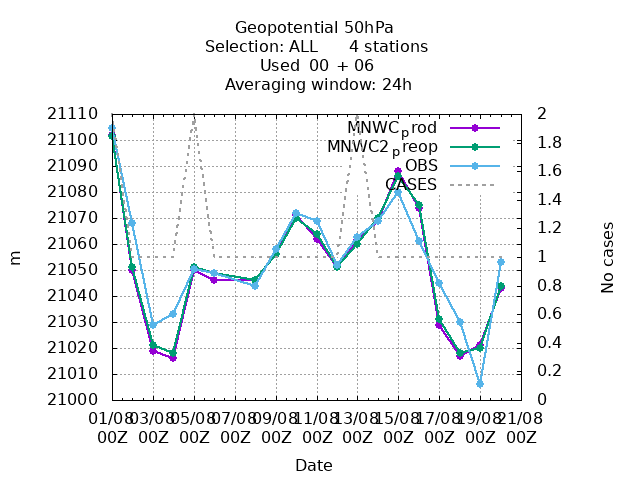 Geopotential 50hPa
Selection: ALL 4 stations
Used 00 + 06
Averaging window: 24h
21110
21100
21090
21080
21070
21060
21050
21040
21030
21020
21010
21000
m
MNWC_prod
MNWC2_preop
OBS
CASES
2
1.8
1.6
1.4
1.2
1
0.8
0.6
0.4
0.2
0
No cases
01/08 03/08 05/08 07/08 09/08 11/08 13/08 15/08 17/08 19/08 21/08
00Z 00Z 00Z 00Z 00Z 00Z 00Z 00Z 00Z 00Z 00Z
Date